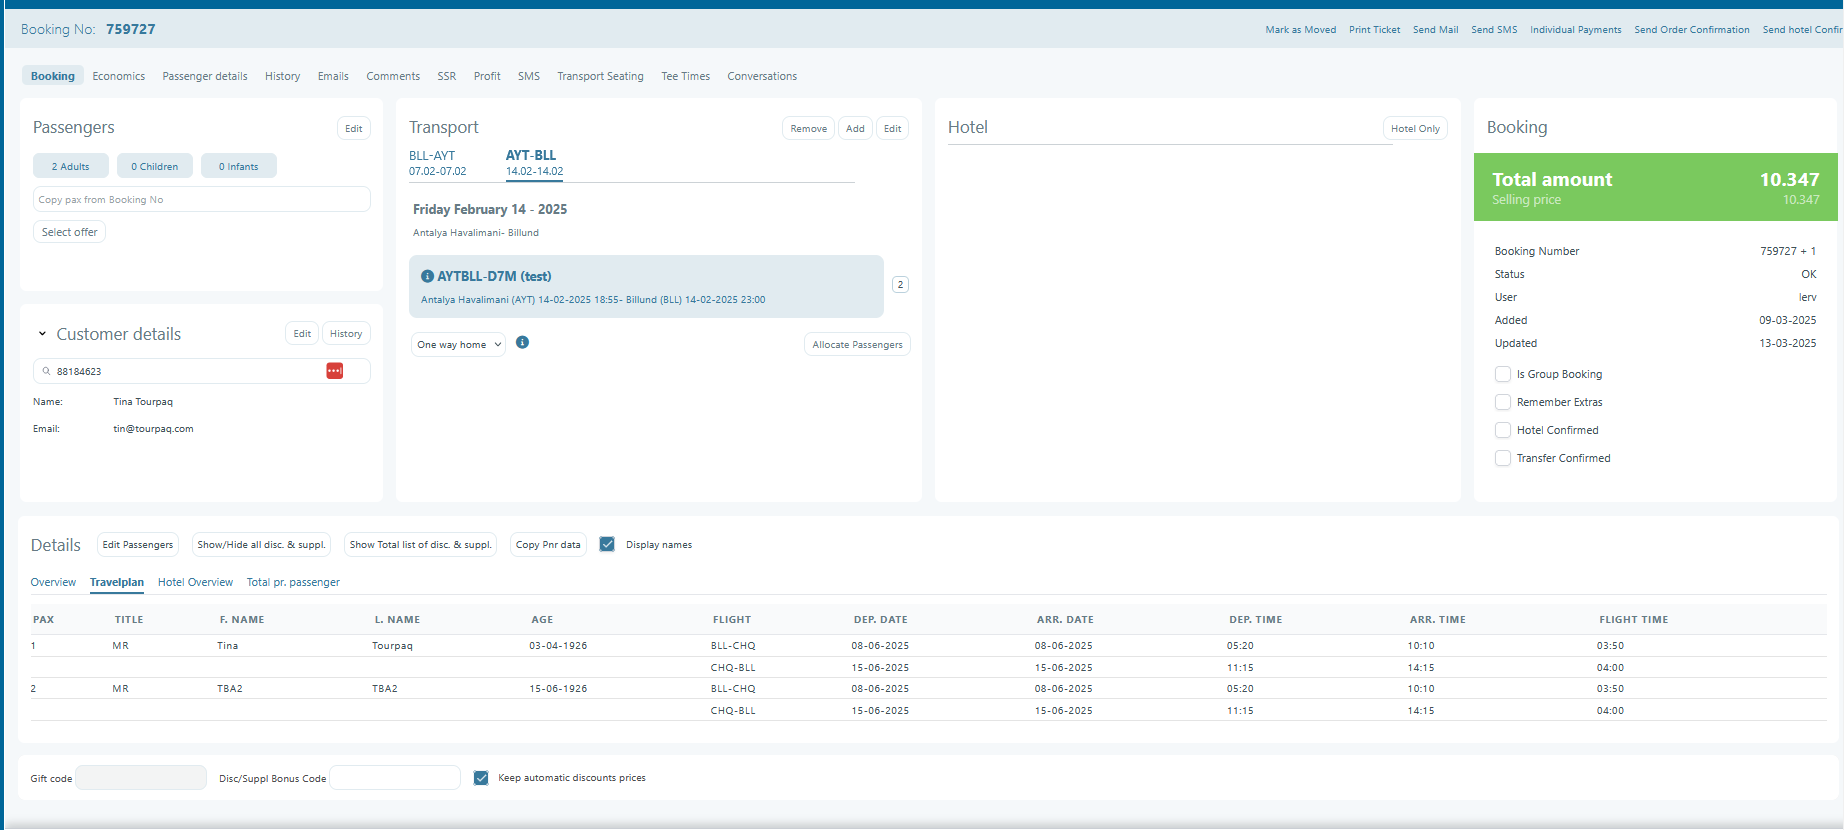 Booking No: 759727
Mark as Moved Print Ticket Send Mail Send SMS Individual Payments Send Order Confirmation Send hotel Confir
Booking Economics Passenger details History Emails Comments SSR Profit SMS Transport Seating Tee Times Conversations
Passengers Edit
2 Adults 0 Children 0 Infants
Copy pax from Booking No
Select offer
Customer details Edit History
88184623
Name: Tina Tourpaq
Email: tin@tourpaq.com
Transport Remove Add Edit
BLL-AYT AYT-BLL
07.02-07.02 14.02-14.02
Friday February 14 - 2025
Antalya Havalimani- Billund
AYTBLL-D7M (test)
Antalya Havalimani (AYT) 14-02-2025 18:55- Billund (BLL) 14-02-2025 23:00
2
One way home Allocate Passengers
Hotel Hotel Only
Booking
Total amount 10.347
Selling price 10.347
Booking Number 759727 + 1
Status OK
User lerv
Added 09-03-2025
Updated 13-03-2025
Is Group Booking
Remember Extras
Hotel Confirmed
Transfer Confirmed
Details Edit Passengers Show/Hide all disc. & suppl. Show Total list of disc. & suppl. Copy Pnr data Display names
Overview Travelplan Hotel Overview Total pr. passenger
PAX TITLE F. NAME L. NAME AGE FLIGHT DEP. DATE ARR. DATE DEP. TIME ARR. TIME FLIGHT TIME
1 MR Tina Tourpaq 03-04-1926 BLL-CHQ 08-06-2025 08-06-2025 05:20 10:10 03:50
CHQ-BLL 15-06-2025 15-06-2025 11:15 14:15 04:00
2 MR TBA2 TBA2 15-06-1926 BLL-CHQ 08-06-2025 08-06-2025 05:20 10:10 03:50
CHQ-BLL 15-06-2025 15-06-2025 11:15 14:15 04:00
Gift code Disc/Suppl Bonus Code Keep automatic discounts prices